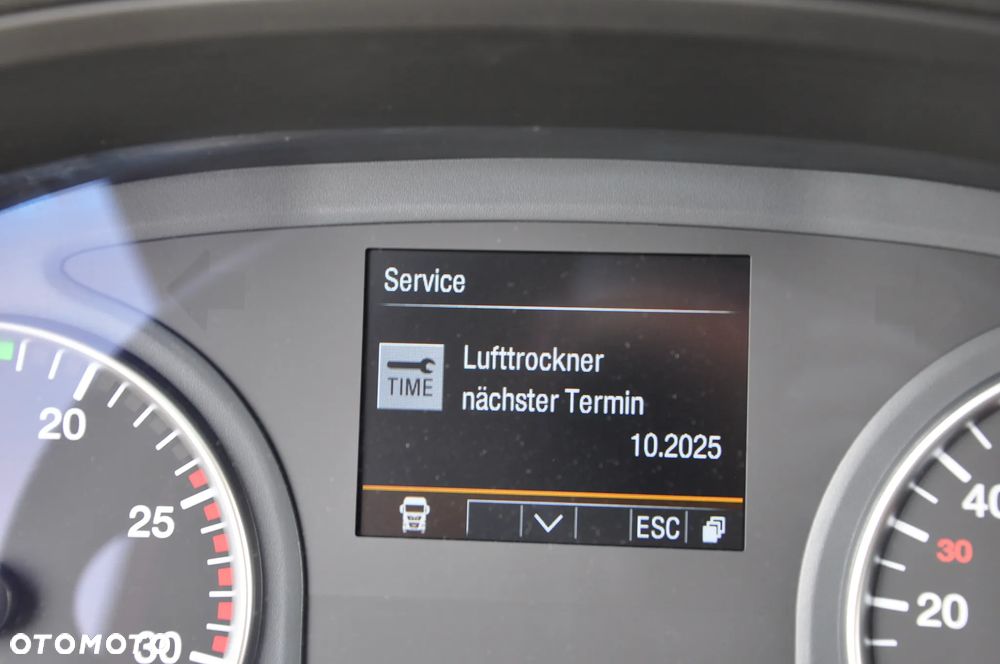 Service
TIME
Lufttrockner
nächster Termin
10.2025
ESC
20
25
30
40
30
20
OTOMOTO